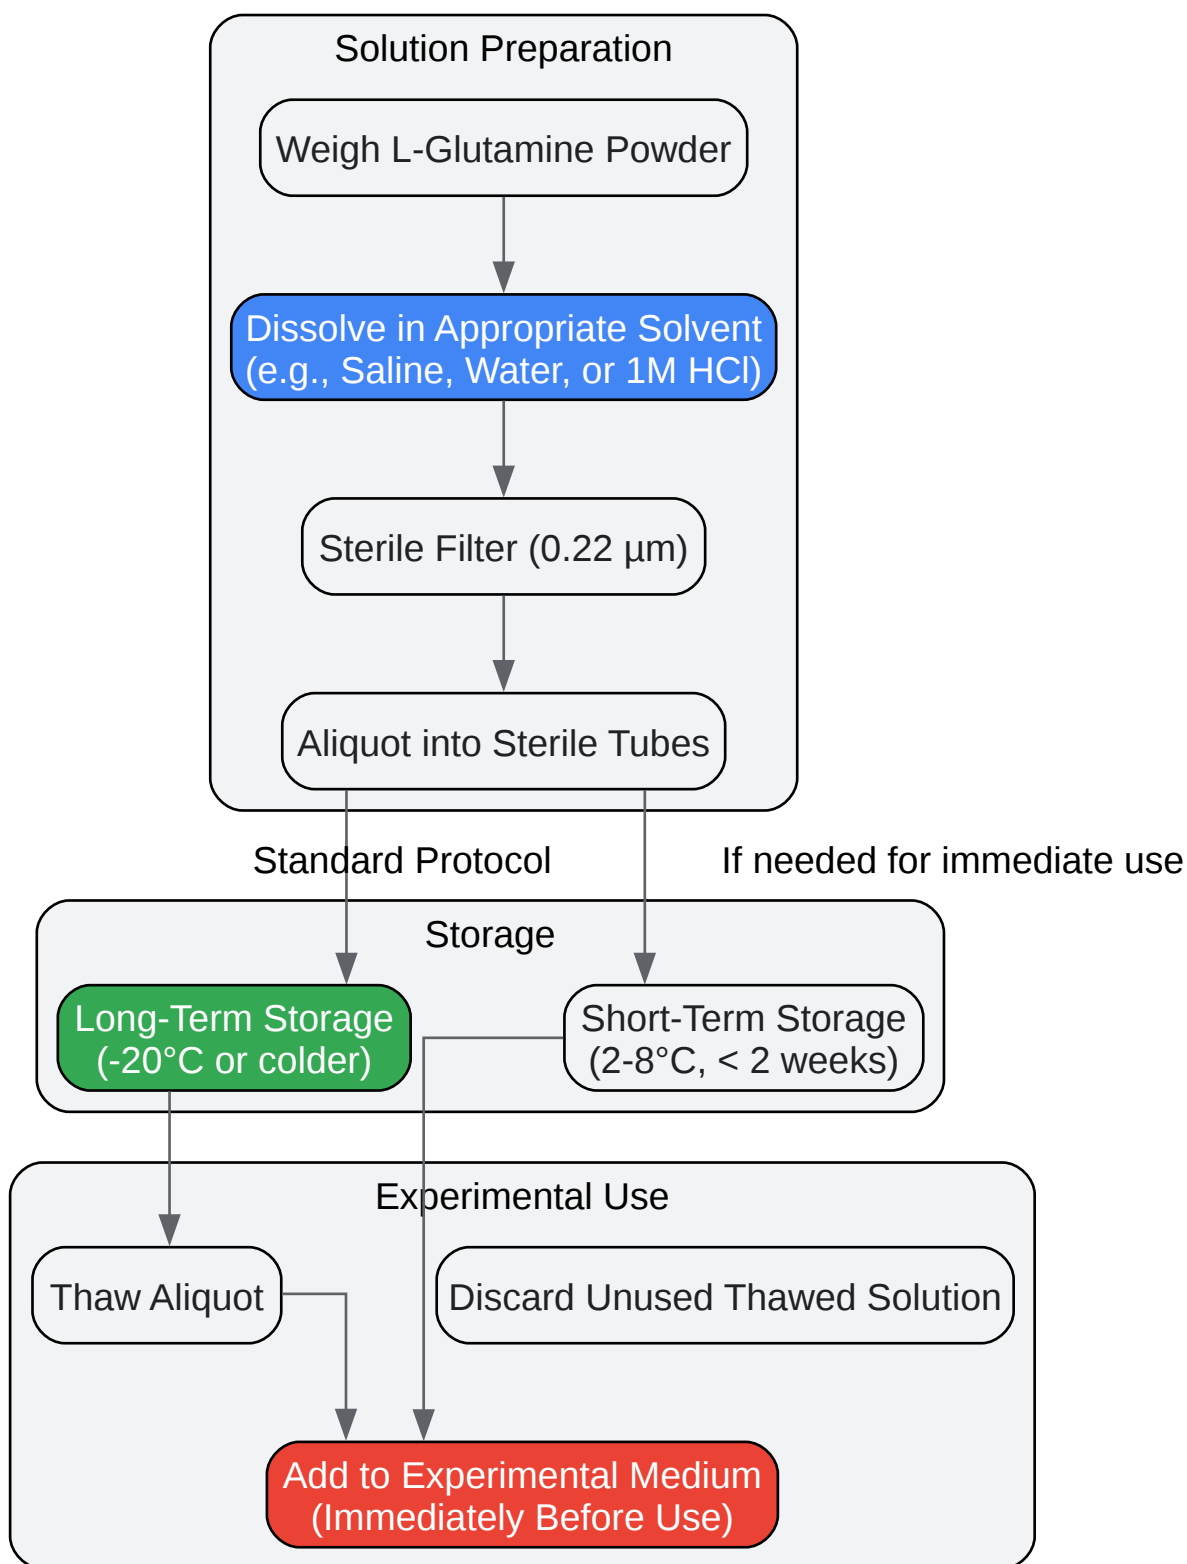 Solution Preparation
Weigh L-Glutamine Powder
Dissolve in Appropriate Solvent
(e.g., Saline, Water, or 1M HCl)
Sterile Filter (0.22 µm)
Aliquot into Sterile Tubes
Standard Protocol
If needed for immediate use
Storage
Long-Term Storage
(-20°C or colder)
Short-Term Storage
(2-8°C, < 2 weeks)
Experimental Use
Thaw Aliquot
Discard Unused Thawed Solution
Add to Experimental Medium
(Immediately Before Use)